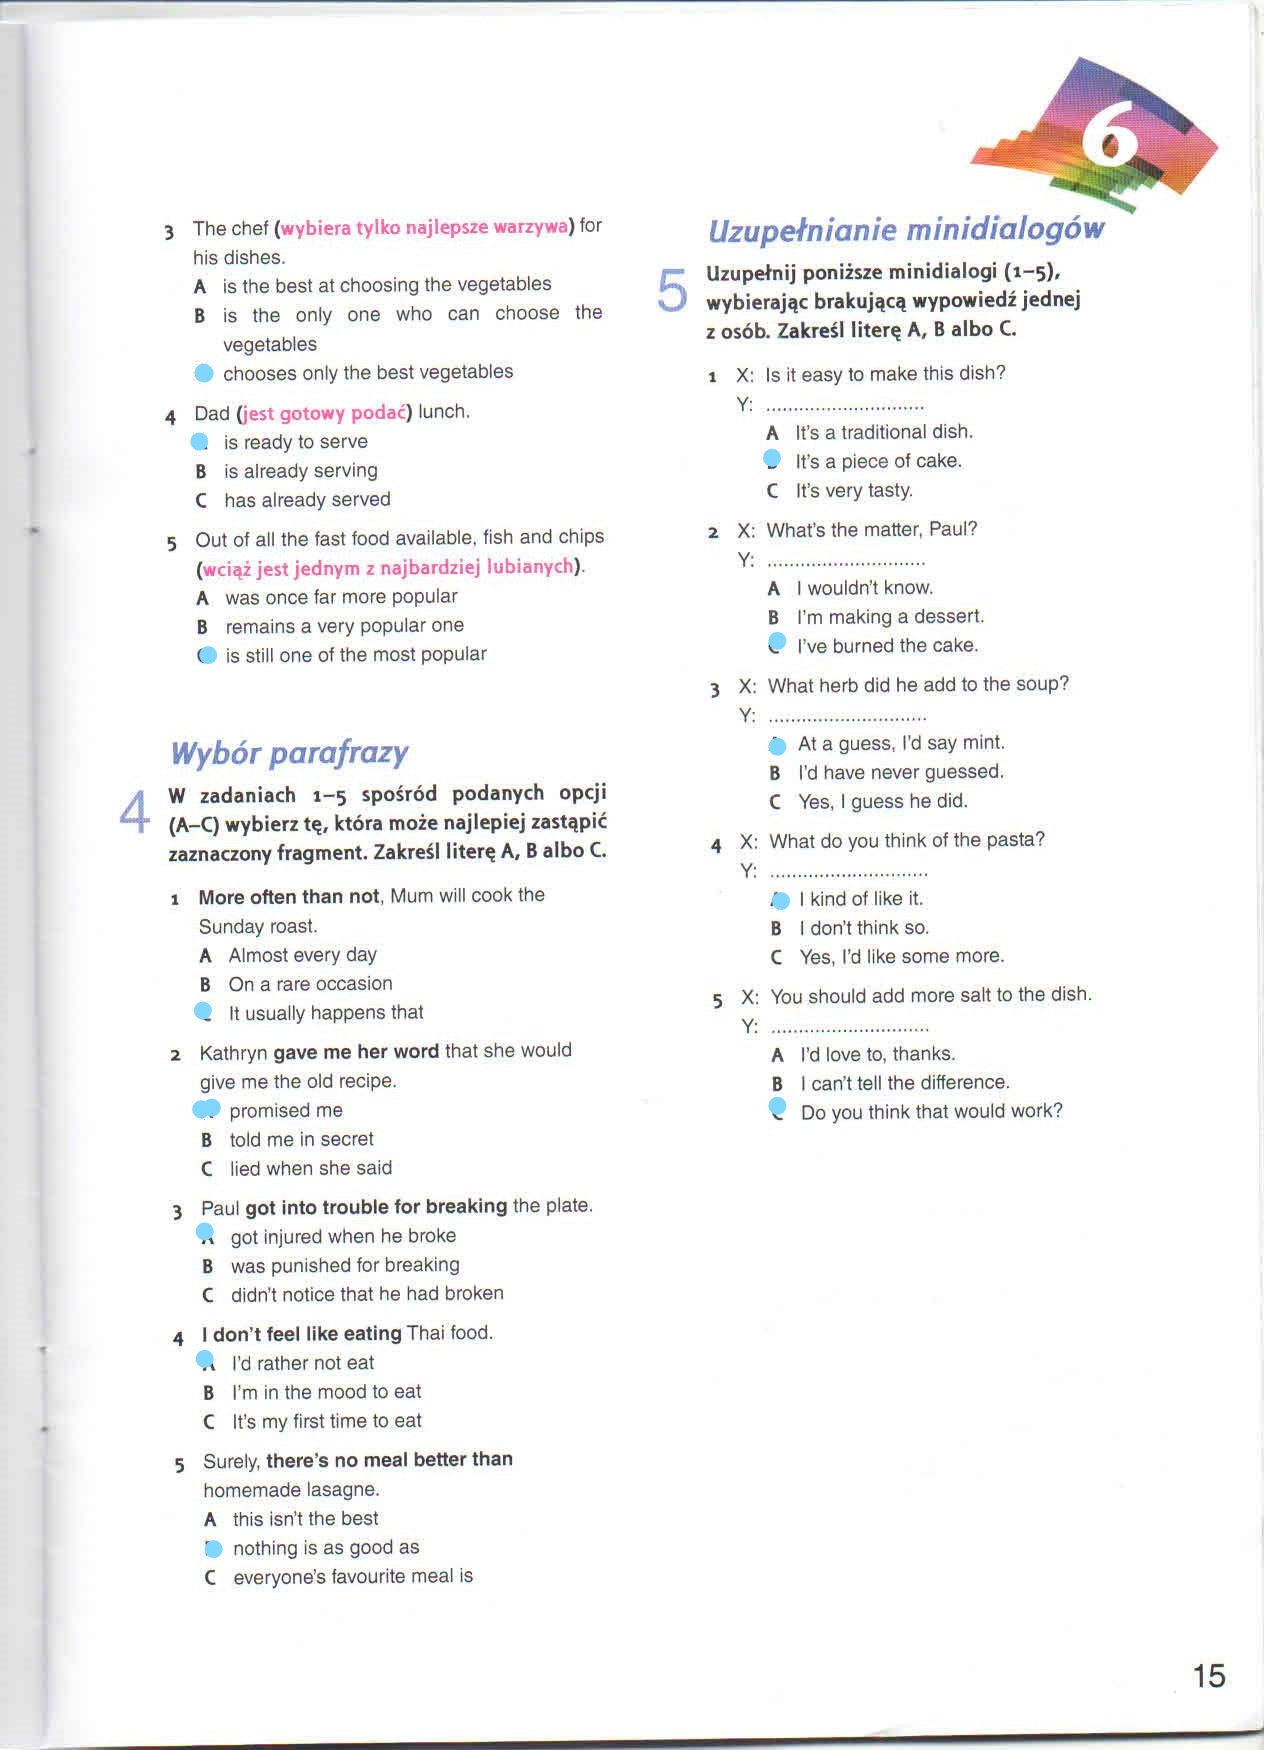 6
3 The chef (wybiera tylko najlepsze warzywa) for
his dishes.
A is the best at choosing the vegetables
B is the only one who can choose the
vegetables
chooses only the best vegetables
4 Dad (jest gotowy podać) lunch.
is ready to serve
B is already serving
C has already served
5 Out of all the fast food available, fish and chips
(wciąż jest jednym z najbardziej lubianych).
A was once far more popular
B remains a very popular one
is still one of the most popular
Wybór parafrazy
4 W zadaniach 1–5 spośród podanych opcji
(A–C) wybierz tę, która może najlepiej zastąpić
zaznaczony fragment. Zakreśl literę A, B albo C.
1 More often than not, Mum will cook the
Sunday roast.
A Almost every day
B On a rare occasion
It usually happens that
2 Kathryn gave me her word that she would
give me the old recipe.
promised me
B told me in secret
C lied when she said
3 Paul got into trouble for breaking the plate.
got injured when he broke
B was punished for breaking
C didn't notice that he had broken
4 I don't feel like eating Thai food.
I'd rather not eat
B I'm in the mood to eat
C It's my first time to eat
5 Surely, there's no meal better than
homemade lasagne.
A this isn't the best
nothing is as good as
C everyone's favourite meal is
Uzupełnianie minidialogów
5 Uzupełnij poniższe minidialogi (1–5),
wybierając brakującą wypowiedź jednej
z osób. Zakreśl literę A, B albo C.
1 X: Is it easy to make this dish?
Y: .............................
A It's a traditional dish.
It's a piece of cake.
C It's very tasty.
2 X: What's the matter, Paul?
Y: .............................
A I wouldn't know.
B I'm making a dessert.
I've burned the cake.
3 X: What herb did he add to the soup?
Y: .............................
At a guess, I'd say mint.
B I'd have never guessed.
C Yes, I guess he did.
4 X: What do you think of the pasta?
Y: .............................
I kind of like it.
B I don't think so.
C Yes, I'd like some more.
5 X: You should add more salt to the dish.
Y: .............................
A I'd love to, thanks.
B I can't tell the difference.
Do you think that would work?
15